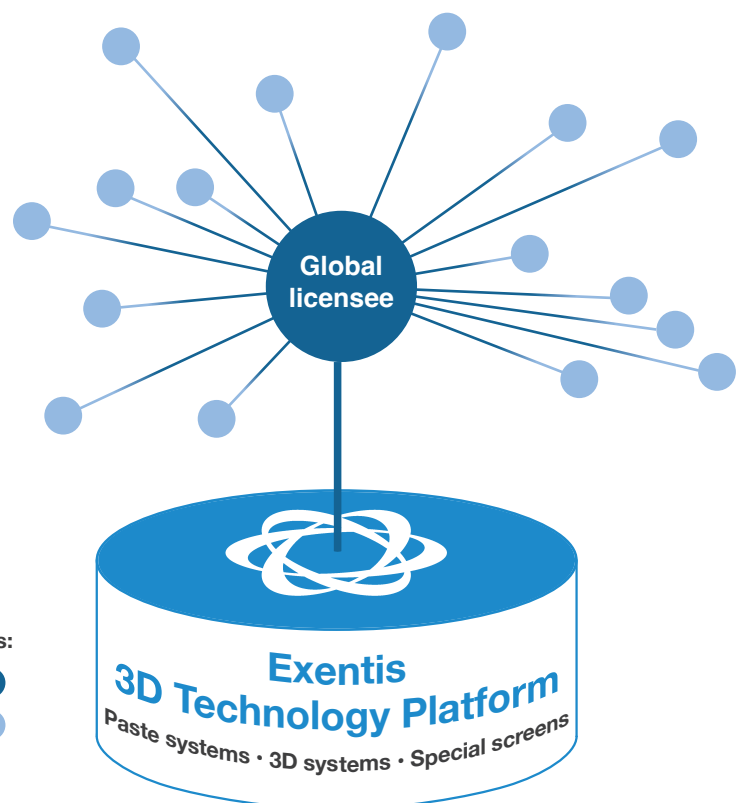 Global
licensee
s:
Exentis
3D Technology Platform
Paste systems · 3D systems · Special screens